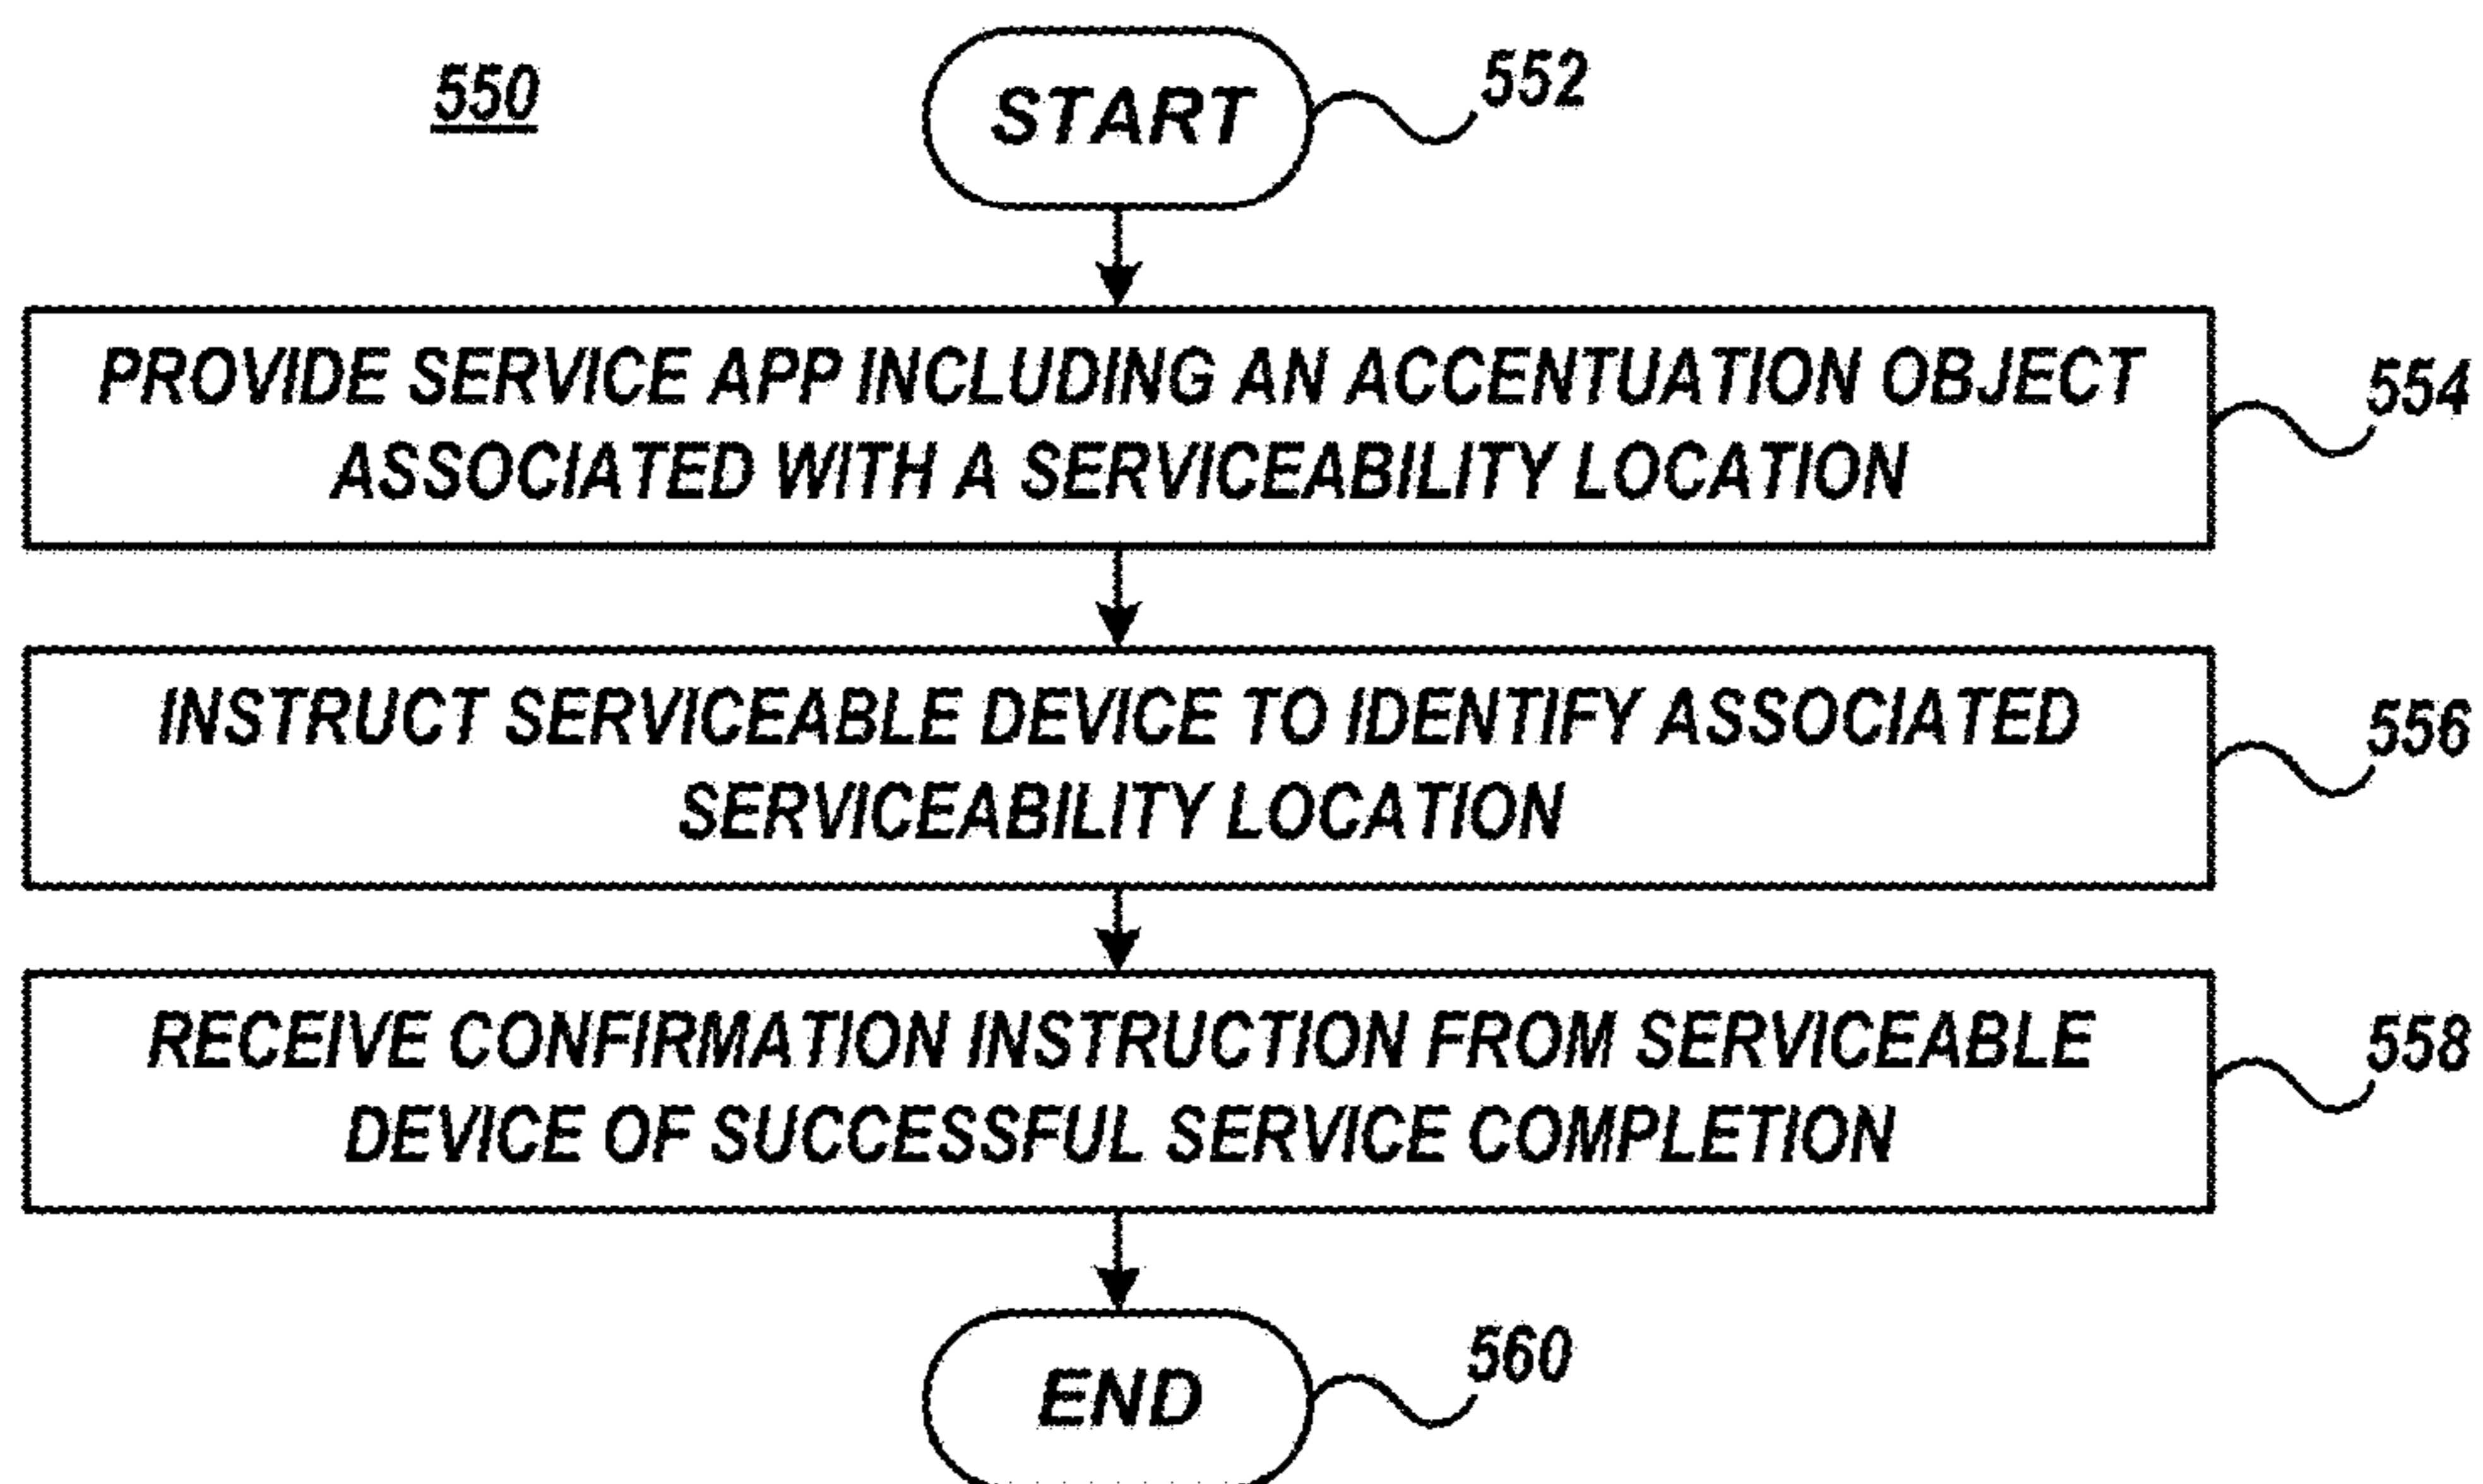 550
START
552
PROVIDE SERVICE APP INCLUDING AN ACCENTUATION OBJECT
ASSOCIATED WITH A SERVICEABILITY LOCATION
554
INSTRUCT SERVICEABLE DEVICE TO IDENTIFY ASSOCIATED
SERVICEABILITY LOCATION
556
RECEIVE CONFIRMATION INSTRUCTION FROM SERVICEABLE
DEVICE OF SUCCESSFUL SERVICE COMPLETION
558
END
560